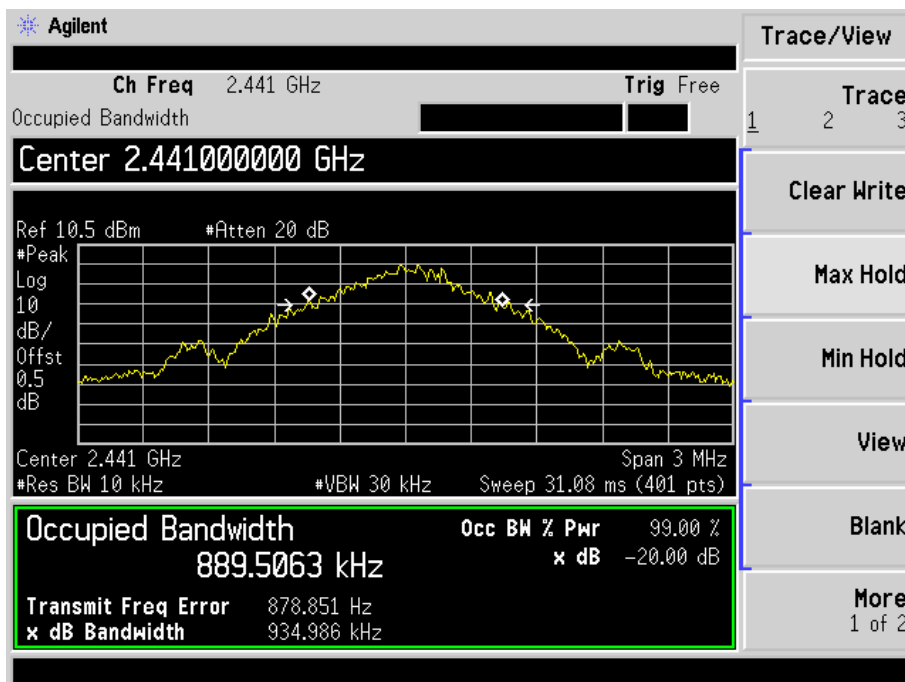 Agilent
Trace/View
Ch Freq 2.441 GHz Trig Free
Occupied Bandwidth
Trace
1 2 3
Center 2.441000000 GHz
Clear Write
Ref 10.5 dBm #Atten 20 dB
#Peak
Log
10
dB/
Offst
0.5
dB
Max Hold
Min Hold
Center 2.441 GHz Span 3 MHz
#Res BW 10 kHz #VBW 30 kHz Sweep 31.08 ms (401 pts)
View
Occupied Bandwidth Occ BW % Pwr 99.00 %
889.5063 kHz x dB -20.00 dB
Blank
Transmit Freq Error 878.851 Hz
x dB Bandwidth 934.986 kHz
More
1 of 2